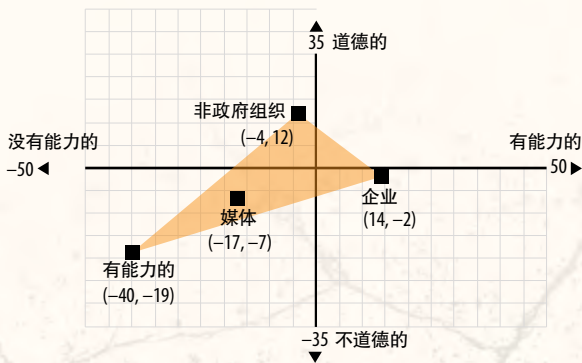 35 道德的
非政府组织
(–4, 12)
没有能力的
–50
有能力的
50
企业
(14, –2)
媒体
(–17, –7)
有能力的
(–40, –19)
–35 不道德的